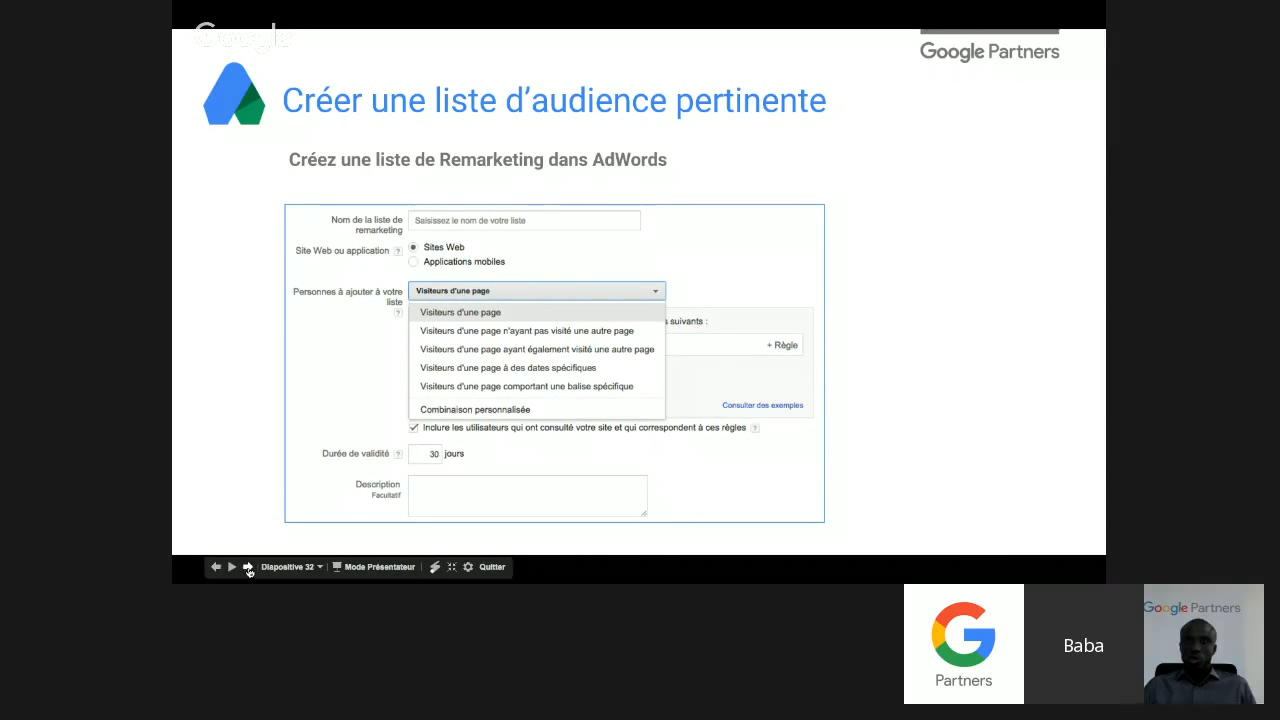 Google
Google Partners
Créer une liste d’audience pertinente
Créez une liste de Remarketing dans AdWords
Nom de la liste de
remarketing
Saisissez le nom de votre liste
Site Web ou application ?
Sites Web
Applications mobiles
Personnes à ajouter à votre
liste
?
Visiteurs d'une page
Visiteurs d'une page
Visiteurs d'une page n'ayant pas visité une autre page
Visiteurs d'une page ayant également visité une autre page
Visiteurs d'une page à des dates spécifiques
Visiteurs d'une page comportant une balise spécifique
Combinaison personnalisée
suivants :
+ Règle
Consulter des exemples
Inclure les utilisateurs qui ont consulté votre site et qui correspondent à ces règles ?
Durée de validité ? 30 jours
Description
Facultatif
Diapositive 32
Mode Présentateur
Quitter
Partners
Baba
Google Partners